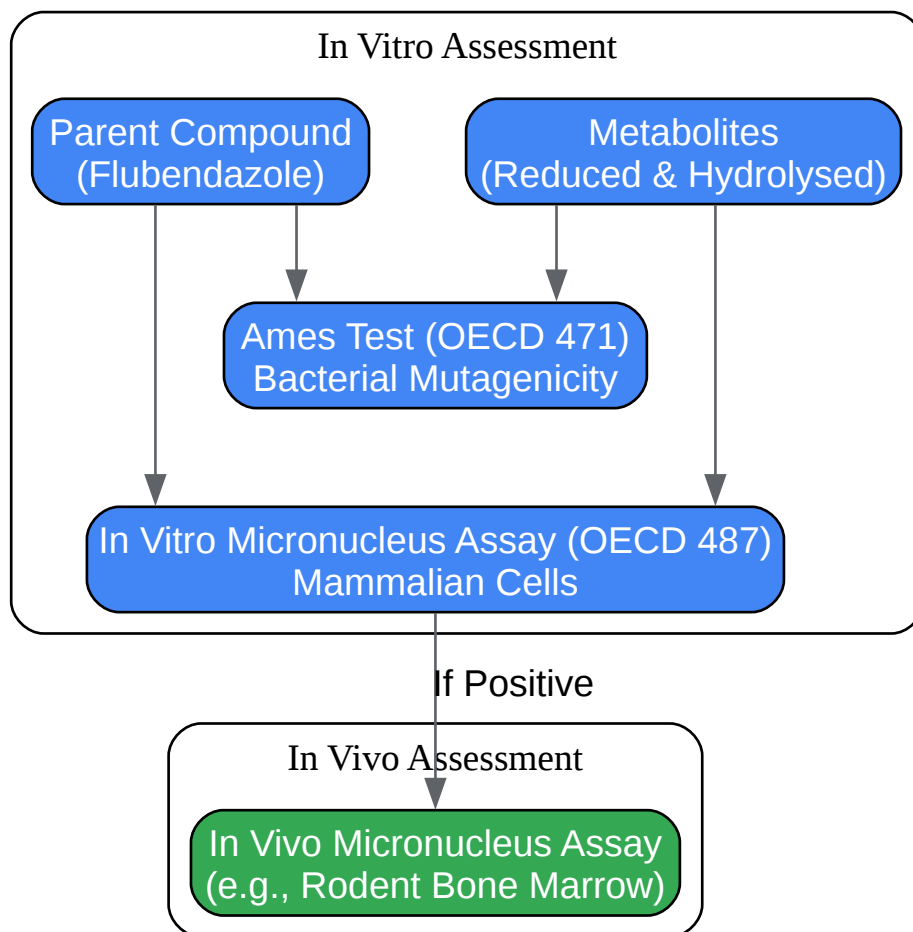 In Vitro Assessment
Parent Compound
(Flubendazole)
Metabolites
(Reduced & Hydrolysed)
Ames Test (OECD 471)
Bacterial Mutagenicity
In Vitro Micronucleus Assay (OECD 487)
Mammalian Cells
If Positive
In Vivo Assessment
In Vivo Micronucleus Assay
(e.g., Rodent Bone Marrow)